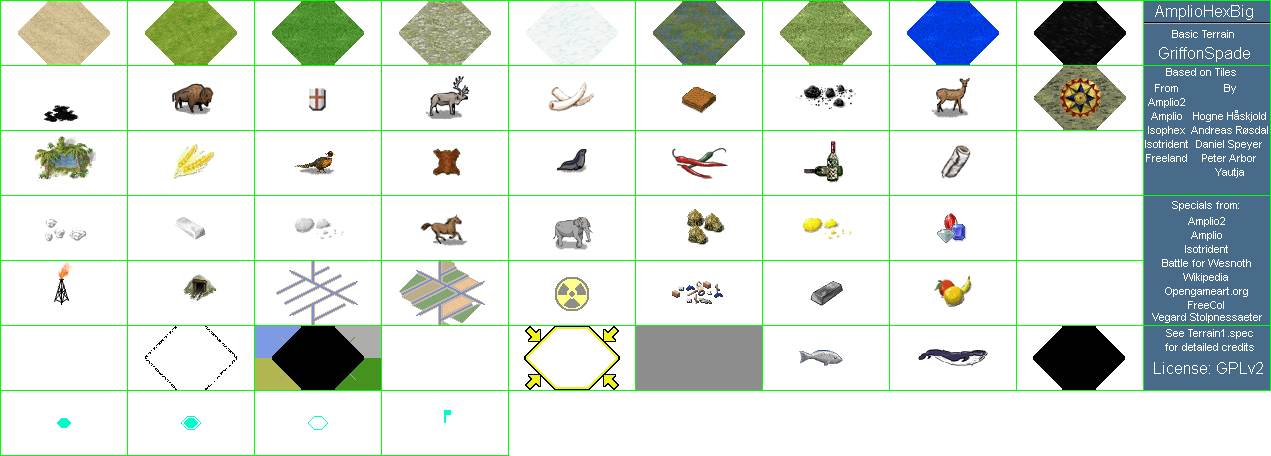 AmplioHexBig
Basic Terrain
GriffonSpade
Based on Tiles
From By
Amplio2
Amplio Hogne Håskjold
Isophex Andreas Røsdal
Isotrident Daniel Speyer
Freeland Peter Arbor
Yautja
Specials from:
Amplio2
Amplio
Isotrident
Battle for Wesnoth
Wikipedia
Opengameart.org
FreeCol
Vegard Stolpnessaeter
See Terrain1.spec
for detailed credits
License: GPLv2